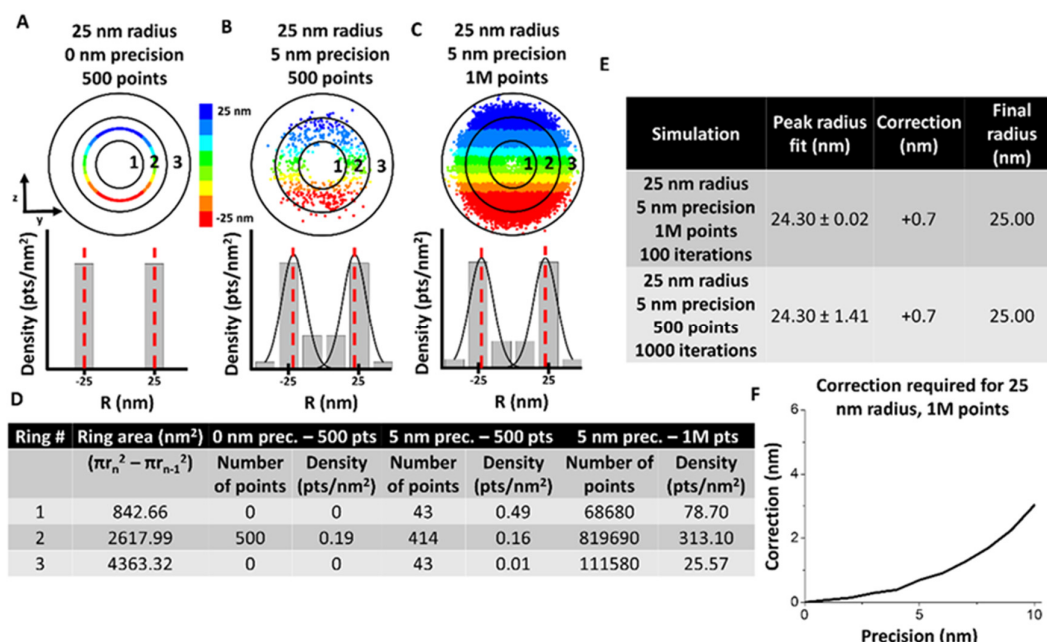 A
25 nm radius
0 nm precision
500 points
B
25 nm radius
5 nm precision
500 points
C
25 nm radius
5 nm precision
1M points
1 2 3
1 2 3
1 2 3
25 nm
-25 nm
z
y
Density (pts/nm²)
-25 25
R (nm)
Density (pts/nm²)
-25 25
R (nm)
Density (pts/nm²)
-25 25
R (nm)
D
Ring # Ring area (nm²) 0 nm prec. – 500 pts 5 nm prec. – 500 pts 5 nm prec. – 1M pts
(πrₙ² – πrₙ₋₁²) Number of points Density (pts/nm²) Number of points Density (pts/nm²) Number of points Density (pts/nm²)
1 842.66 0 0 43 0.49 68680 78.70
2 2617.99 500 0.19 414 0.16 819690 313.10
3 4363.32 0 0 43 0.01 111580 25.57
E
Simulation Peak radius fit (nm) Correction (nm) Final radius (nm)
25 nm radius
5 nm precision
1M points
100 iterations
24.30 ± 0.02 +0.7 25.00
25 nm radius
5 nm precision
500 points
1000 iterations
24.30 ± 1.41 +0.7 25.00
F
Correction required for 25
nm radius, 1M points
Correction (nm)
6
4
2
0
0 5 10
Precision (nm)